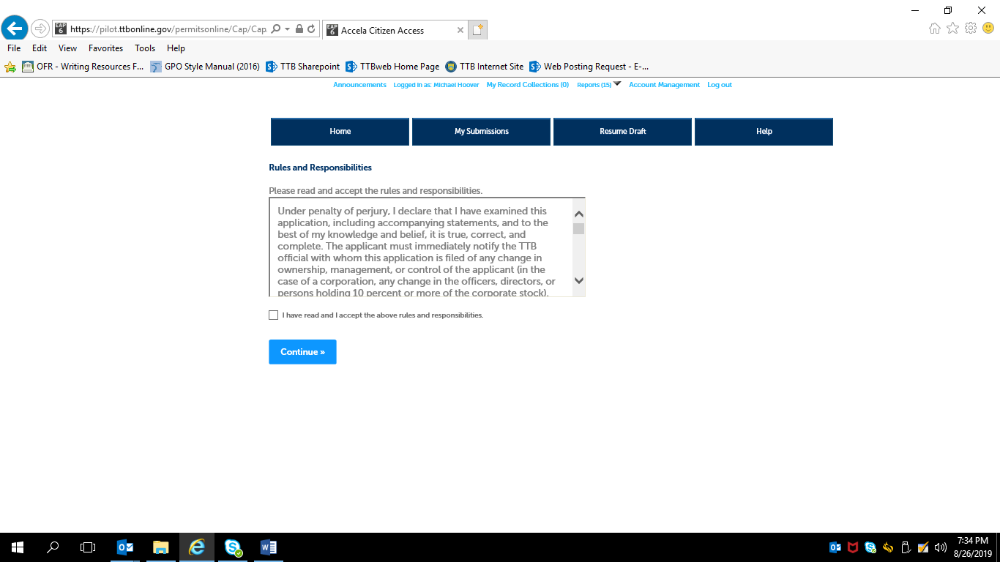 https://pilot.ttbonline.gov/permitsonline/Cap/Cap.
EAP 6 Accela Citizen Access
File Edit View Favorites Tools Help
OFR - Writing Resources F... GPO Style Manual (2016) TTB Sharepoint TTBweb Home Page TTB Internet Site Web Posting Request - E-...
Announcements Logged in as: Michael Hoover My Record Collections (0) Reports (15) Account Management Log out
Home My Submissions Resume Draft Help
Rules and Responsibilities
Please read and accept the rules and responsibilities.
Under penalty of perjury, I declare that I have examined this
application, including accompanying statements, and to the
best of my knowledge and belief, it is true, correct, and
complete. The applicant must immediately notify the TTB
official with whom this application is filed of any change in
ownership, management, or control of the applicant (in the
case of a corporation, any change in the officers, directors, or
persons holding 10 percent or more of the corporate stock).
I have read and I accept the above rules and responsibilities.
Continue »
7:34 PM
8/26/2019